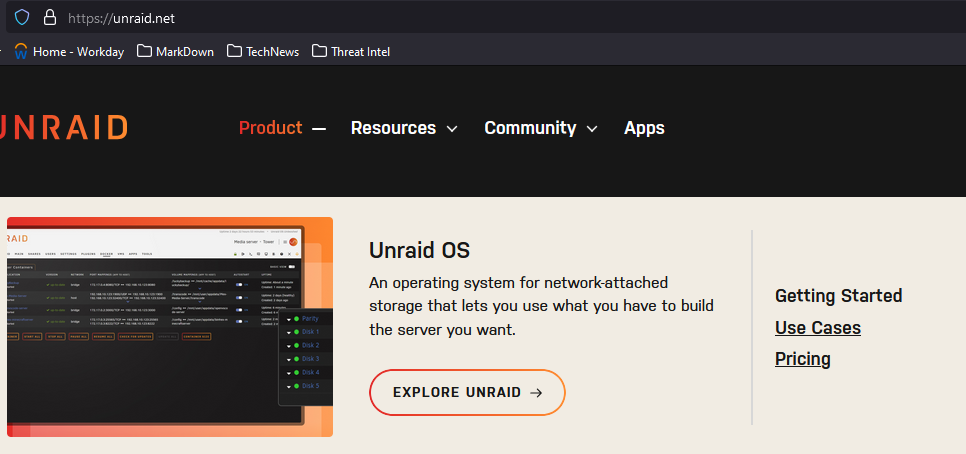 https://unraid.net
Home - Workday MarkDown TechNews Threat Intel
UNRAID Product Resources Community Apps
Unraid OS
An operating system for network-attached
storage that lets you use what you have to build
the server you want.
EXPLORE UNRAID →
Getting Started
Use Cases
Pricing
Media server · Tower
Parity
Disk 1
Disk 2
Disk 3
Disk 4
Disk 5